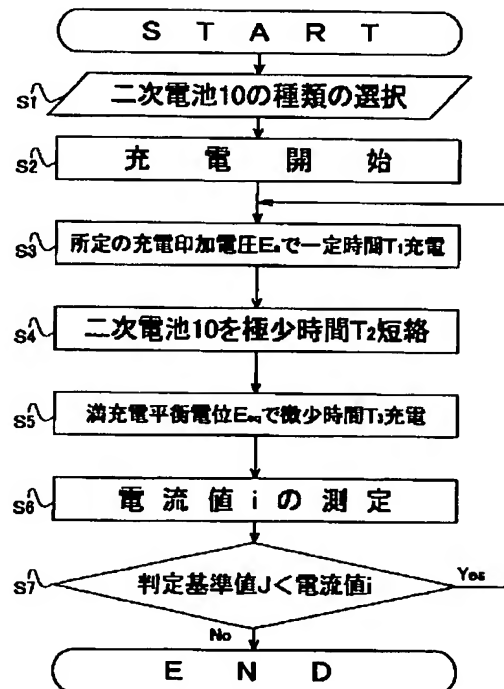 START
S1 二次電池10の種類の選択
S2 充電開始
S3 所定の充電印加電圧Eaで一定時間T1充電
S4 二次電池10を極少時間T2短絡
S5 満充電平衡電位Eeqで微少時間T3充電
S6 電流値iの測定
S7 判定基準値J<電流値i Yes
No
END